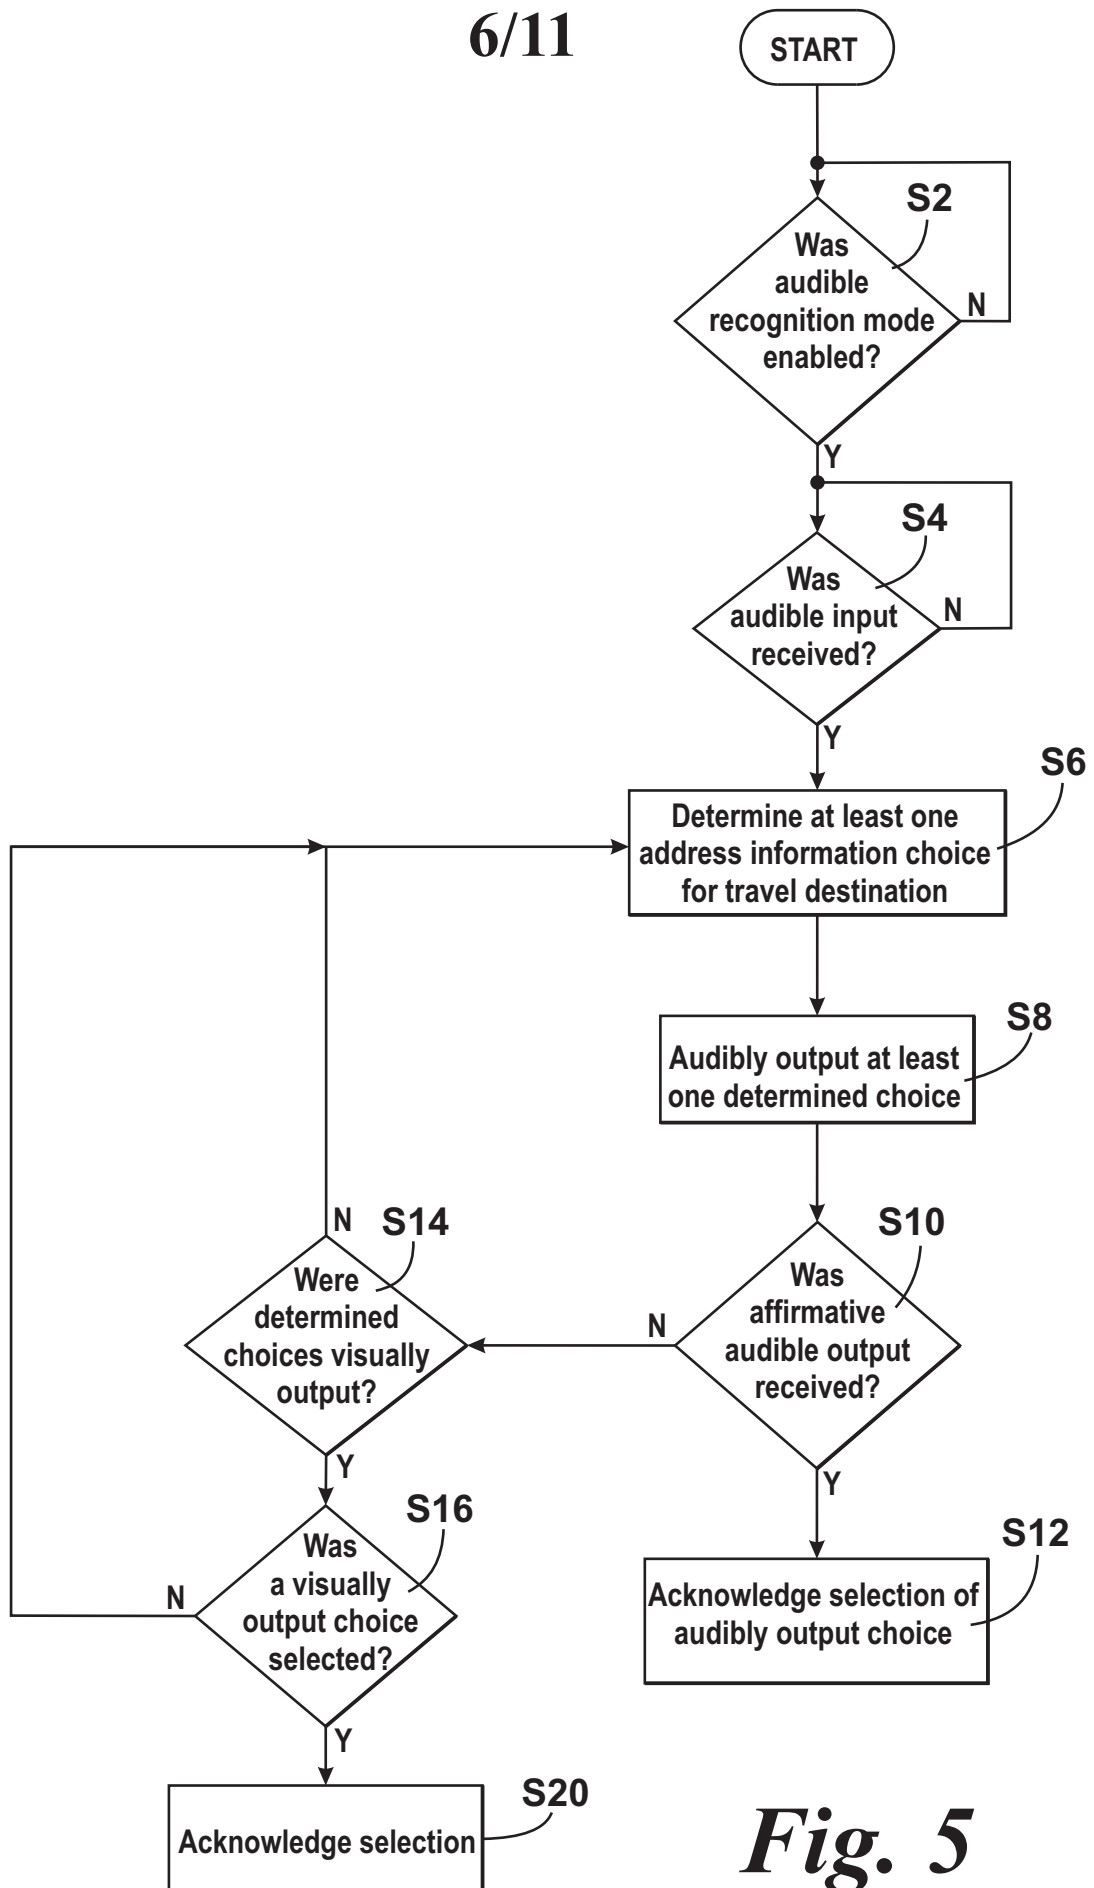 6/11
START
S2
Was
audible
recognition mode
enabled?
N
Y
S4
Was
audible input
received?
N
Y
S6
Determine at least one
address information choice
for travel destination
S8
Audibly output at least
one determined choice
S10
Was
affirmative
audible output
received?
N
Y
S14
N
Were
determined
choices visually
output?
Y
S16
Was
a visually
output choice
selected?
N
Y
S12
Acknowledge selection of
audibly output choice
S20
Acknowledge selection
Fig. 5